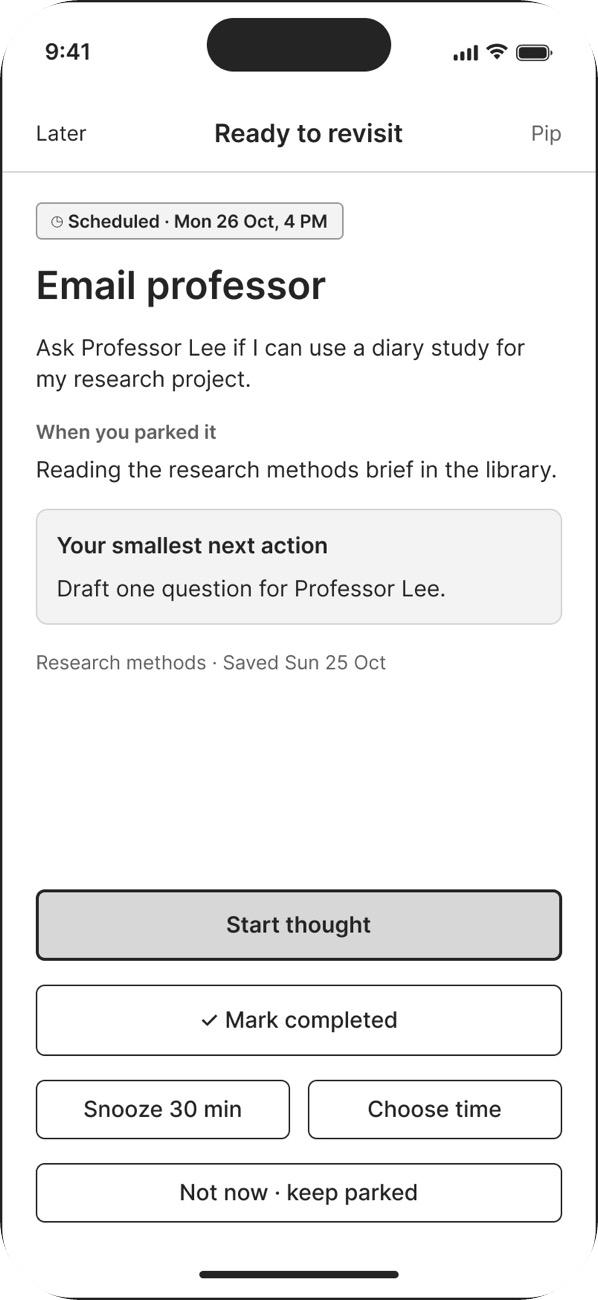 9:41
Later Ready to revisit Pip
Scheduled · Mon 26 Oct, 4 PM
Email professor
Ask Professor Lee if I can use a diary study for
my research project.
When you parked it
Reading the research methods brief in the library.
Your smallest next action
Draft one question for Professor Lee.
Research methods · Saved Sun 25 Oct
Start thought
✓ Mark completed
Snooze 30 min Choose time
Not now · keep parked